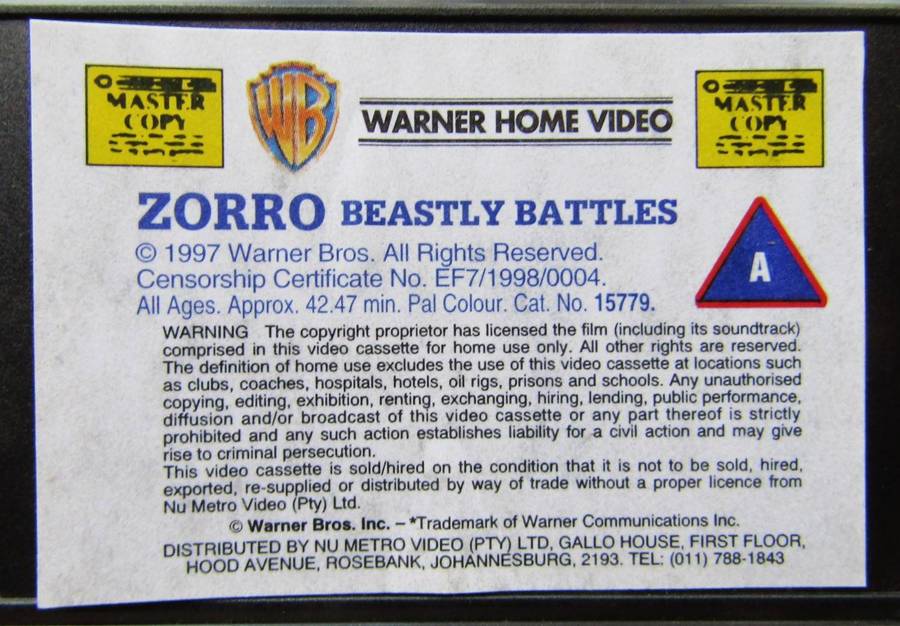 MASTER
COPY
WB
WARNER HOME VIDEO
MASTER
COPY
ZORRO BEASTLY BATTLES
© 1997 Warner Bros. All Rights Reserved.
Censorship Certificate No. EF7/1998/0004.
All Ages. Approx. 42.47 min. Pal Colour. Cat. No. 15779.
A
WARNING The copyright proprietor has licensed the film (including its soundtrack)
comprised in this video cassette for home use only. All other rights are reserved.
The definition of home use excludes the use of this video cassette at locations such
as clubs, coaches, hospitals, hotels, oil rigs, prisons and schools. Any unauthorised
copying, editing, exhibition, renting, exchanging, hiring, lending, public performance,
diffusion and/or broadcast of this video cassette or any part thereof is strictly
prohibited and any such action establishes liability for a civil action and may give
rise to criminal persecution.
This video cassette is sold/hired on the condition that it is not to be sold, hired,
exported, re-supplied or distributed by way of trade without a proper licence from
Nu Metro Video (Pty) Ltd.
© Warner Bros. Inc. – *Trademark of Warner Communications Inc.
DISTRIBUTED BY NU METRO VIDEO (PTY) LTD, GALLO HOUSE, FIRST FLOOR,
HOOD AVENUE, ROSEBANK, JOHANNESBURG, 2193. TEL: (011) 788-1843